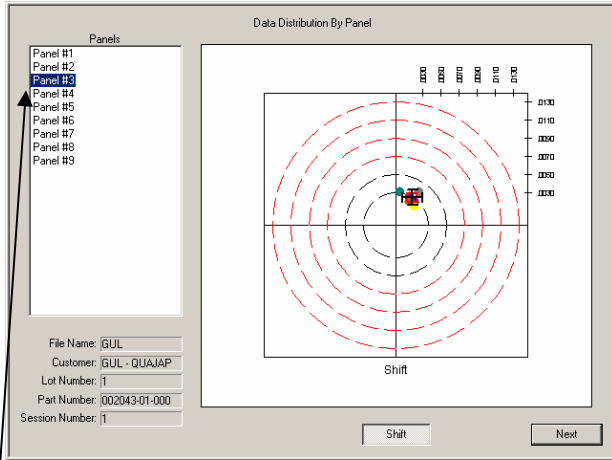 Data Distribution By Panel
Panels
Panel #1
Panel #2
Panel #3
Panel #4
Panel #5
Panel #6
Panel #7
Panel #8
Panel #9
.0030
.0050
.0070
.0090
.0110
.0130
.0130
.0110
.0090
.0070
.0050
.0030
Shift
File Name: GUL
Customer: GUL - QUAJAP
Lot Number: 1
Part Number: 002043-01-000
Session Number: 1
Shift
Next